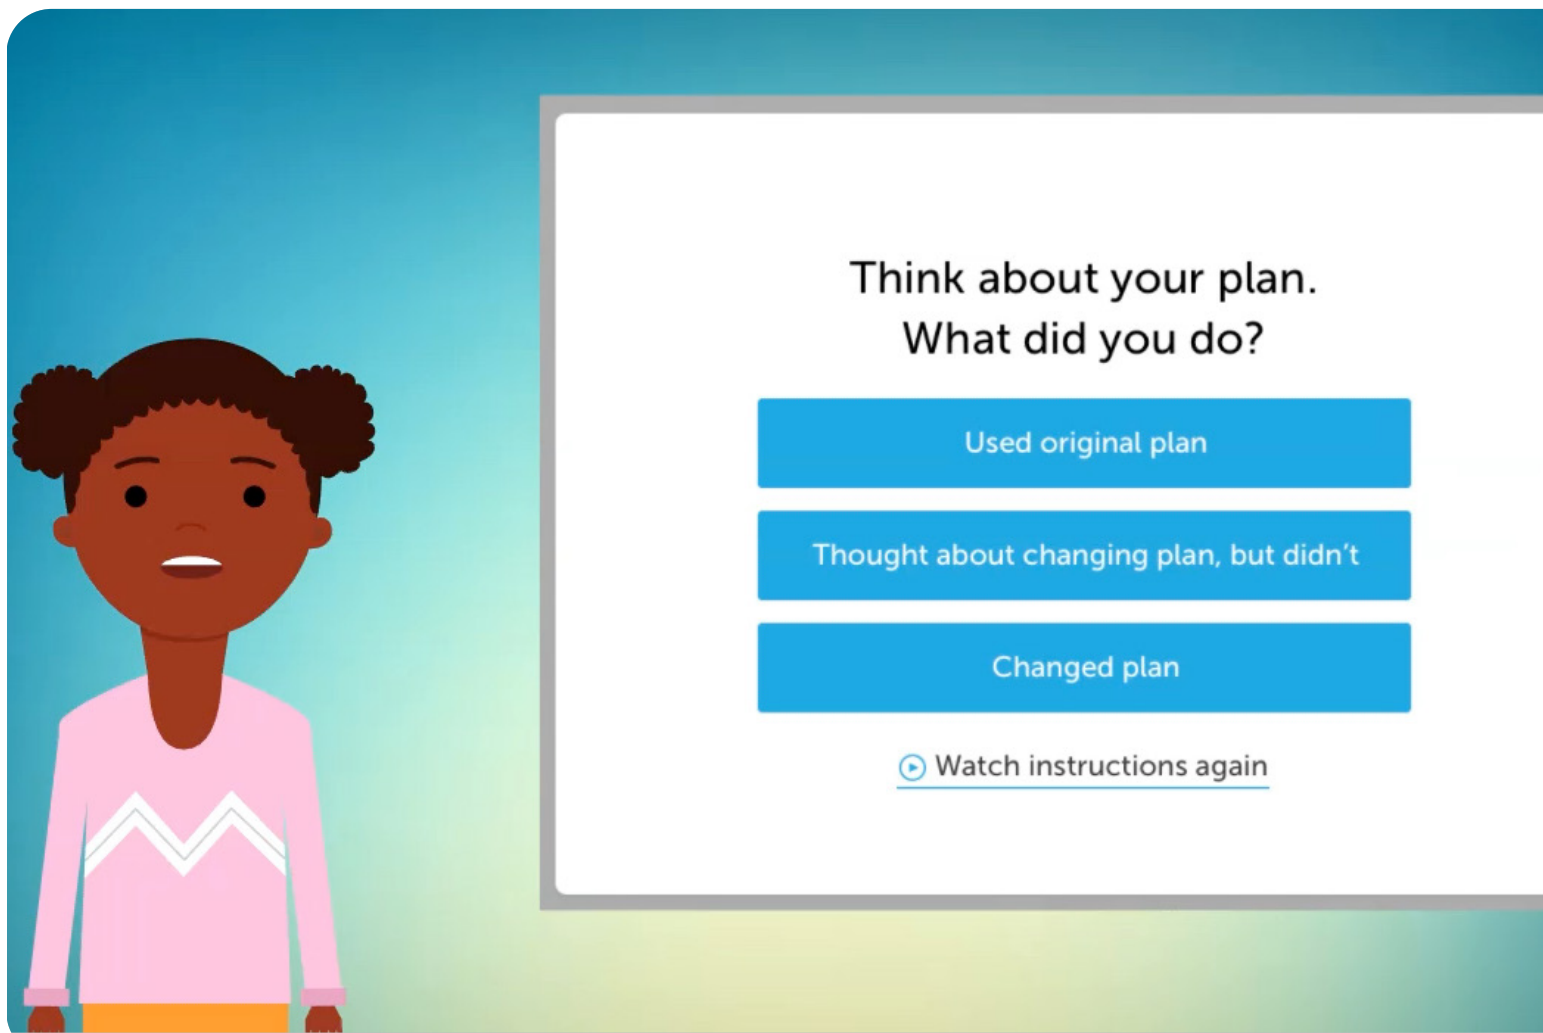 Think about your plan.
What did you do?
Used original plan
Thought about changing plan, but didn’t
Changed plan
Watch instructions again